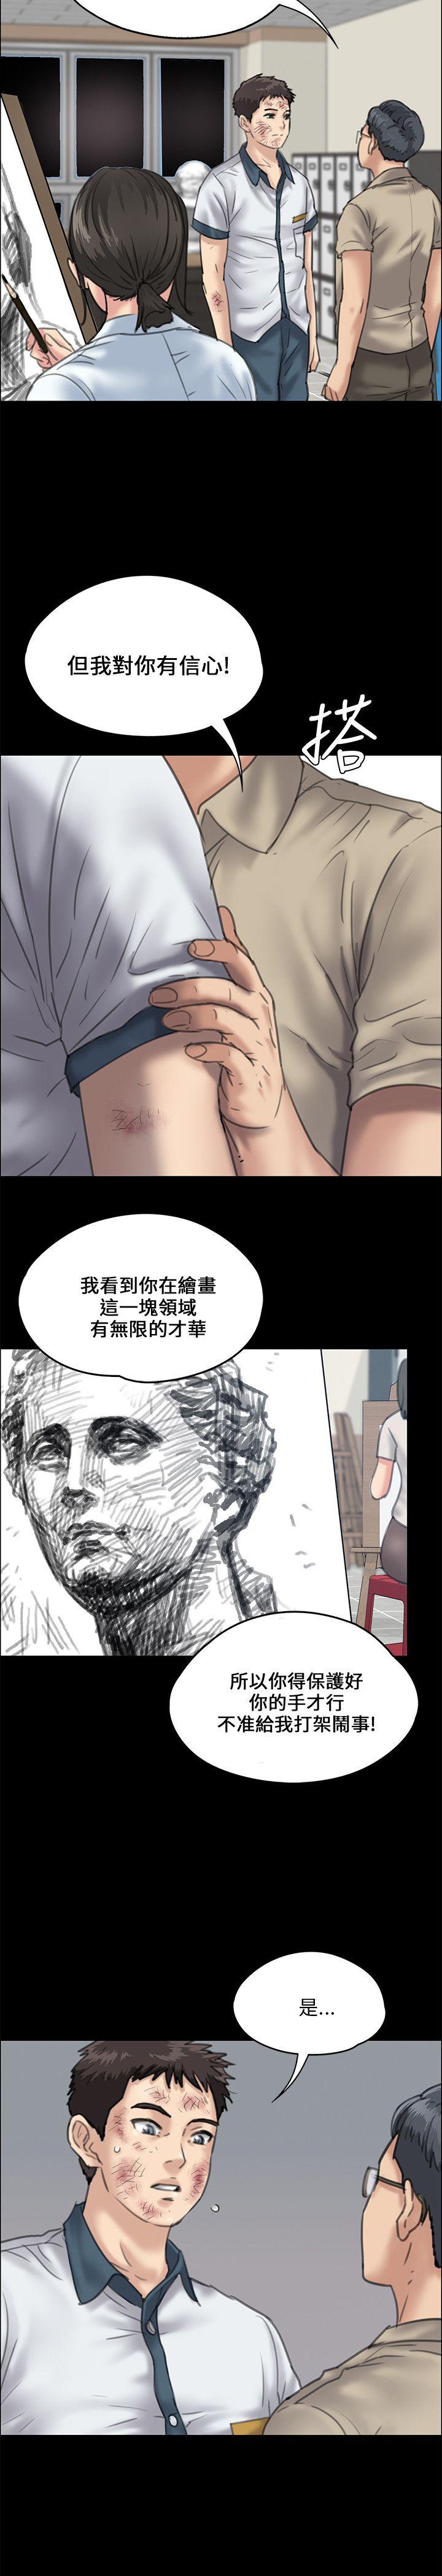 但我對你有信心!
搭
我看到你在繪畫
這一塊領域
有無限的才華
所以你得保護好
你的手才行
不准給我打架鬧事!
是...